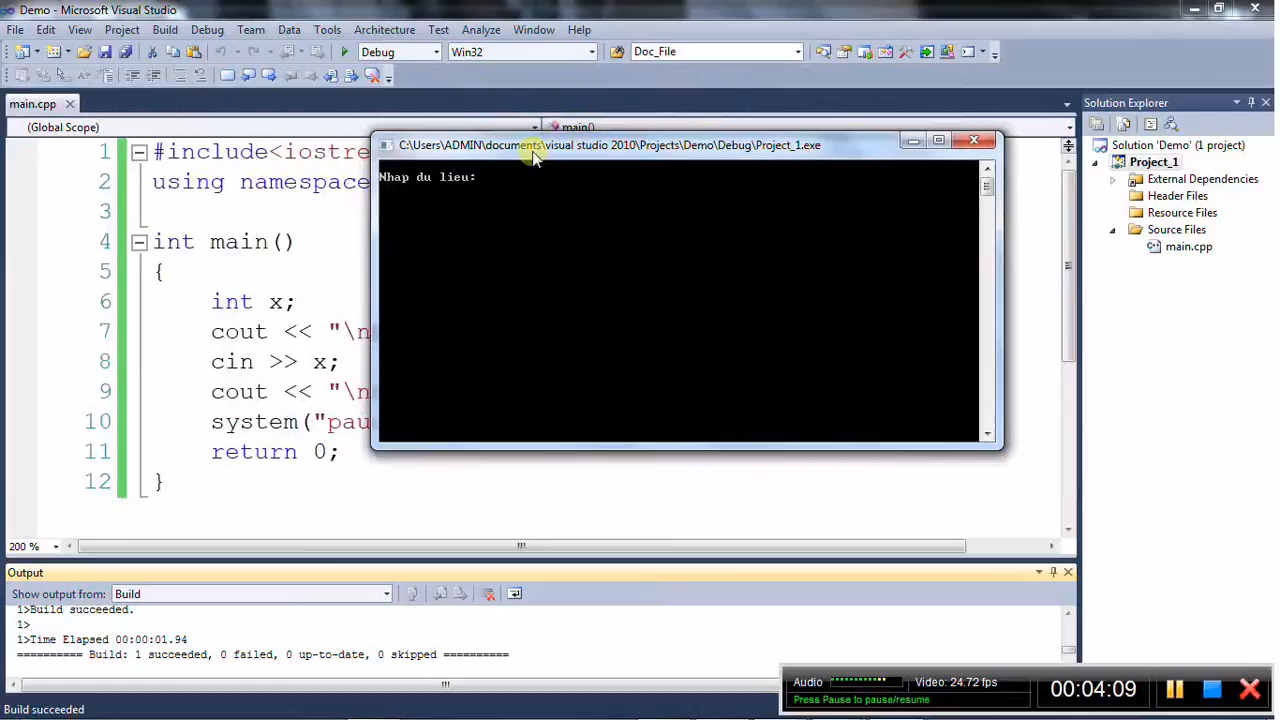 Demo - Microsoft Visual Studio
File Edit View Project Build Debug Team Data Tools Architecture Test Analyze Window Help
Debug Win32 Doc_File
main.cpp
(Global Scope) main()
C:\Users\ADMIN\documents\visual studio 2010\Projects\Demo\Debug\Project_1.exe
Nhap du lieu:
1 #include<iostre
2 using namespace
3
4 int main()
5 {
6 int x;
7 cout << "\n
8 cin >> x;
9 cout << "\n
10 system("pau
11 return 0;
12 }
200 %
Solution Explorer
Solution 'Demo' (1 project)
Project_1
External Dependencies
Header Files
Resource Files
Source Files
main.cpp
Output
Show output from: Build
1>Build succeeded.
1>
1>Time Elapsed 00:00:01.94
========== Build: 1 succeeded, 0 failed, 0 up-to-date, 0 skipped ==========
Build succeeded
Audio Video: 24.72 fps
Press Pause to pause/resume
00:04:09